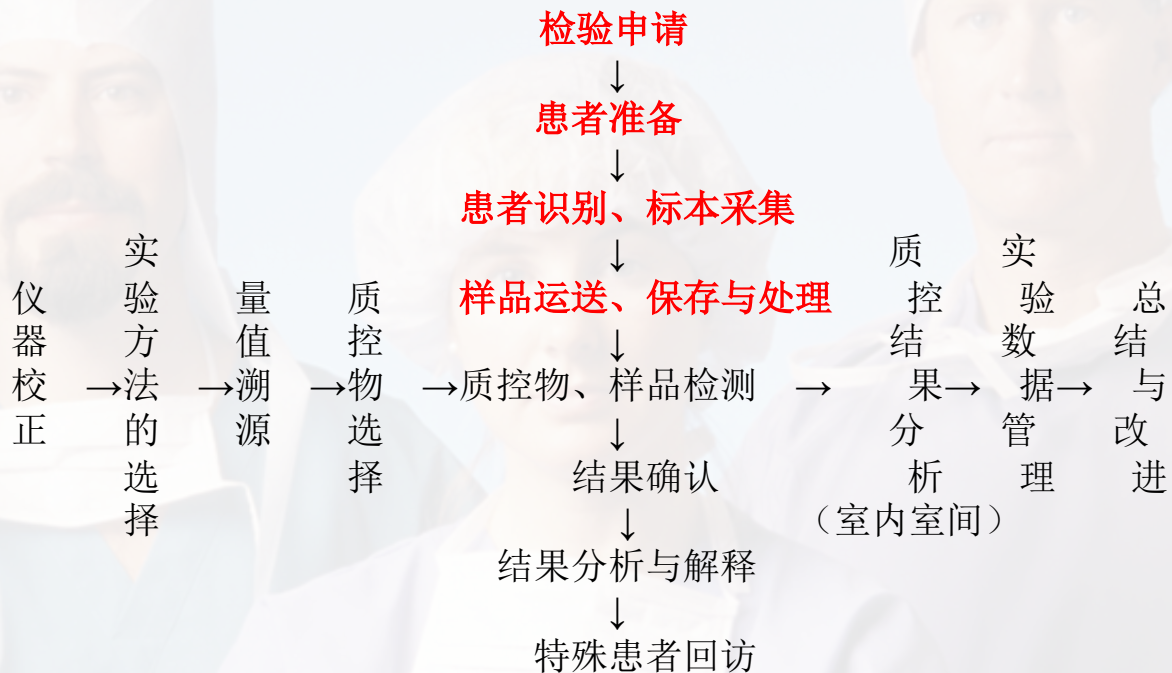 检验申请
↓
患者准备
↓
患者识别、标本采集
↓
样品运送、保存与处理
↓
仪器校正
→
实验方法的选择
→
量值溯源
→
质控物选择
→质控物、样品检测
→
质控结果分析
（室内室间）
→
实验数据管理
→
总结与改进
↓
结果确认
↓
结果分析与解释
↓
特殊患者回访